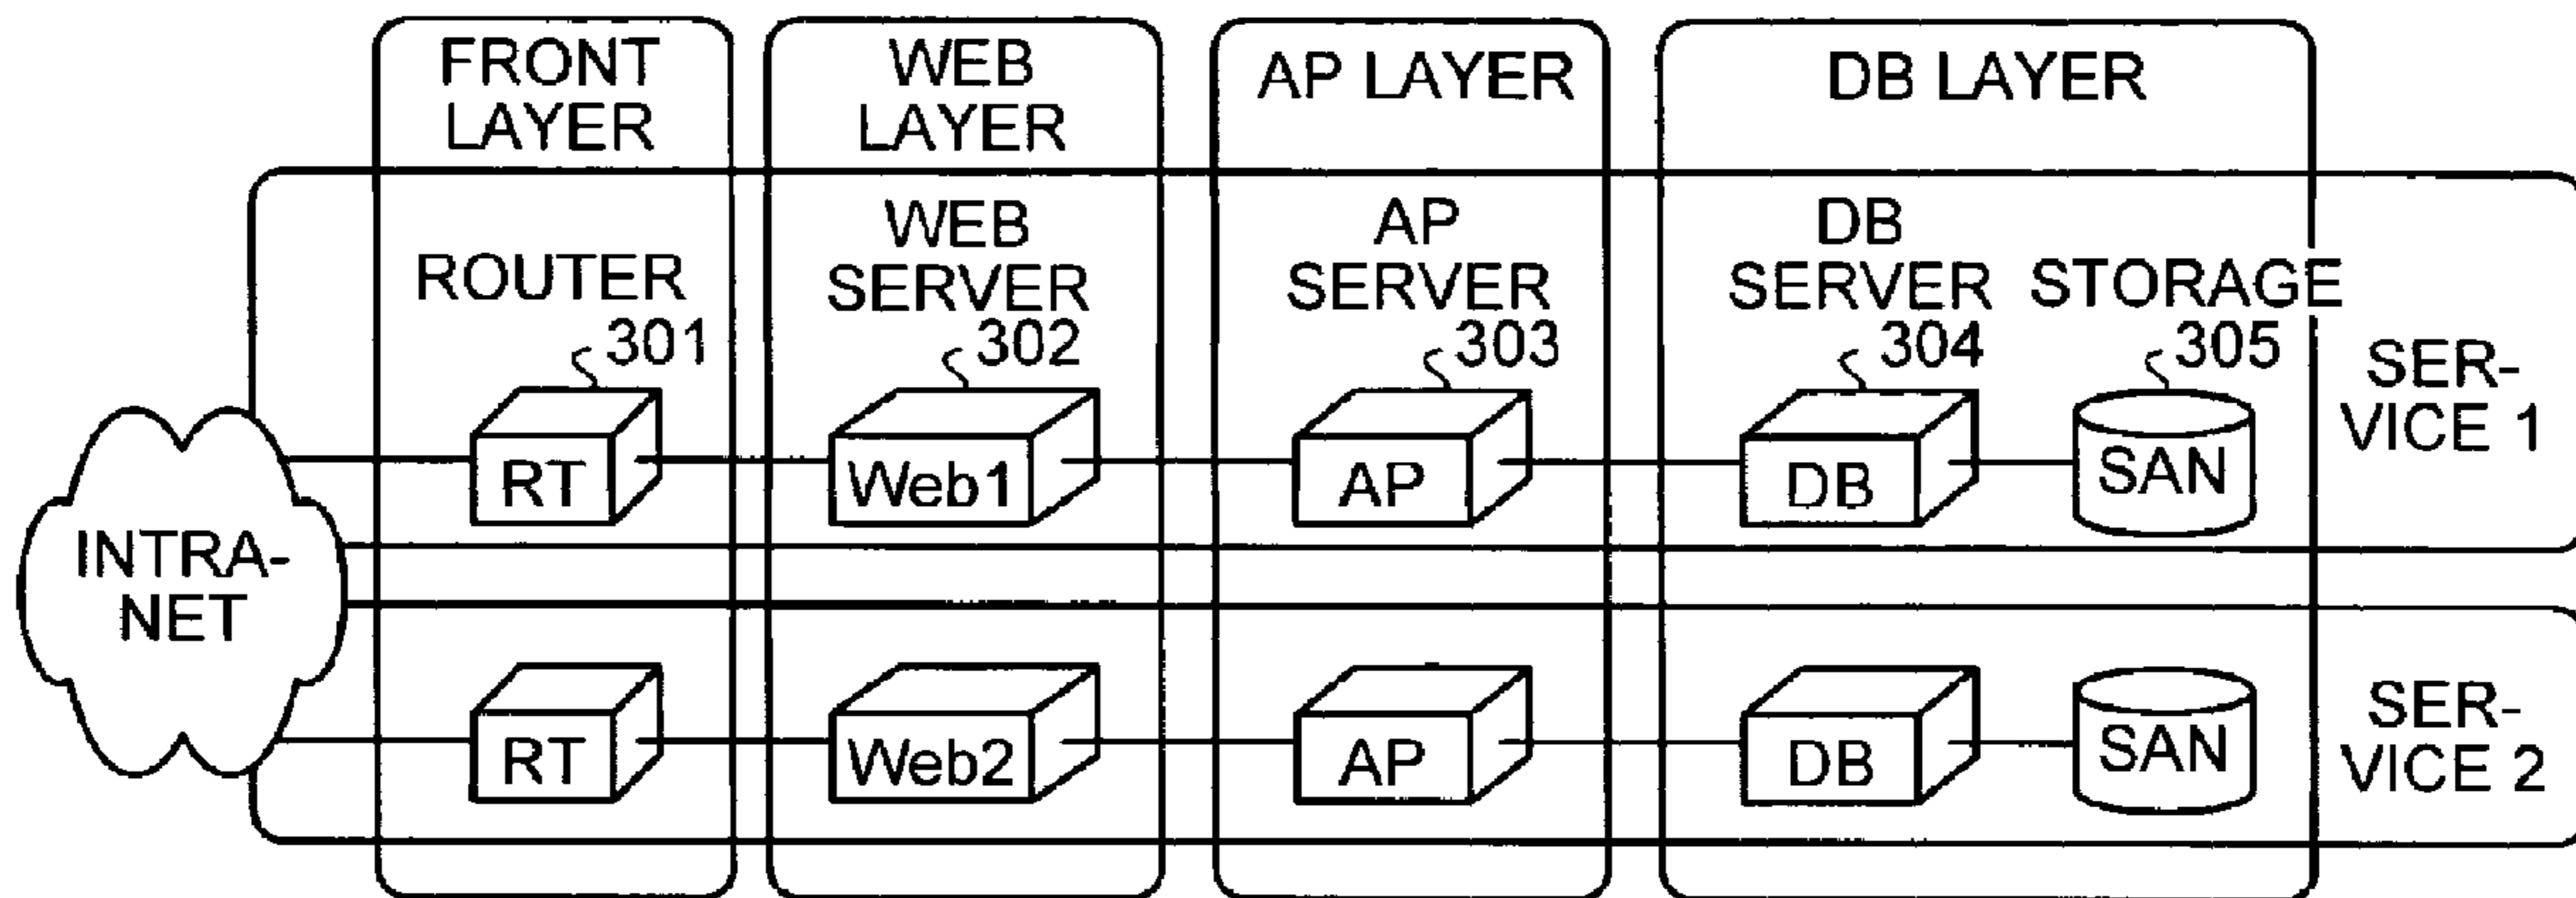 FRONT
LAYER
WEB
LAYER
AP LAYER
DB LAYER
ROUTER
301
WEB
SERVER
302
AP
SERVER
303
DB
SERVER
304
STORAGE
305
SER-
VICE 1
INTRA-
NET
RT
Web1
AP
DB
SAN
RT
Web2
AP
DB
SAN
SER-
VICE 2